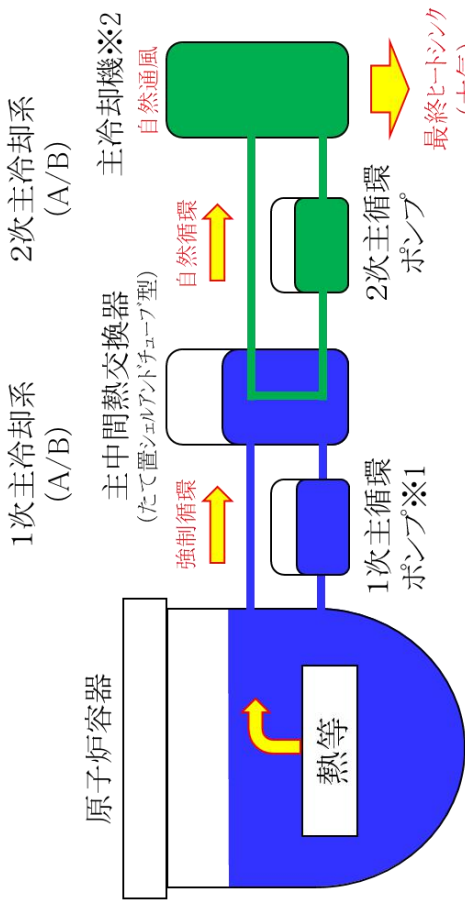 1次主冷却系
(A/B)
2次主冷却系
(A/B)
原子炉容器
主中間熱交換器
(たて置シェルアンドチューブ型)
主冷却機※2
自然通風
強制循環
自然循環
熱等
1次主循環
ポンプ※1
2次主循環
ポンプ
最終ヒートシンク
(大気)